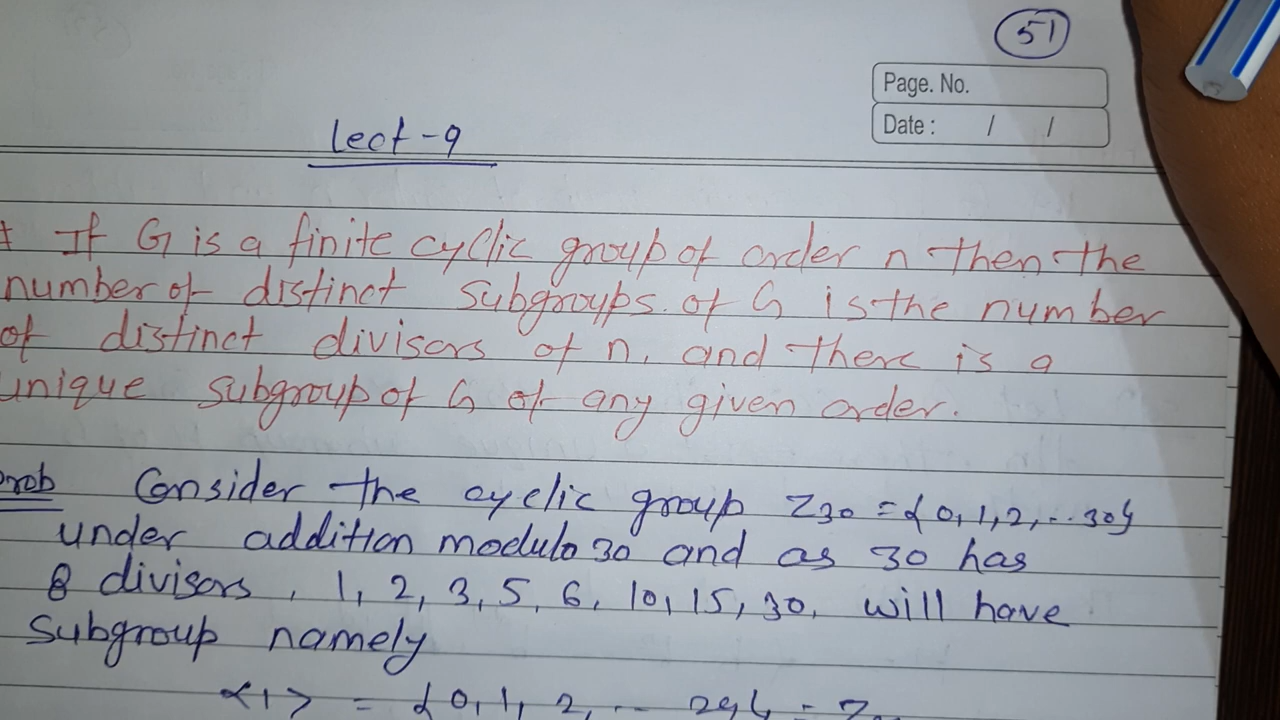 51
Page. No.
Date : / /
Lect-9
* If G is a finite cyclic group of order n then the
number of distinct subgroups. of G is the number
of distinct divisors of n, and there is a
unique subgroup of G of any given order.
Prob Consider the cyclic group Z30 = {0,1,2,...30}
under addition modulo 30 and as 30 has
8 divisors, 1, 2, 3, 5, 6, 10, 15, 30, will have
Subgroup namely
<1> = {0, 1, 2, ... 29} = Z